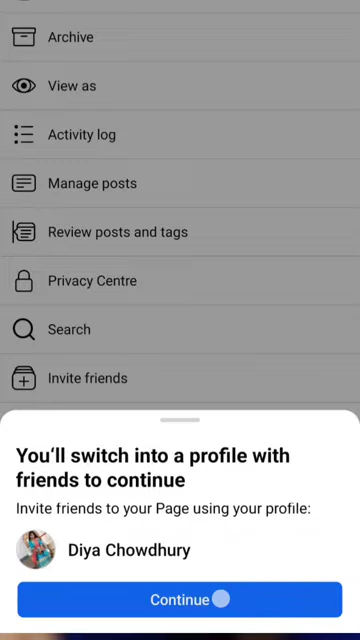 Archive
View as
Activity log
Manage posts
Review posts and tags
Privacy Centre
Search
Invite friends
You'll switch into a profile with
friends to continue
Invite friends to your Page using your profile:
Diya Chowdhury
Continue